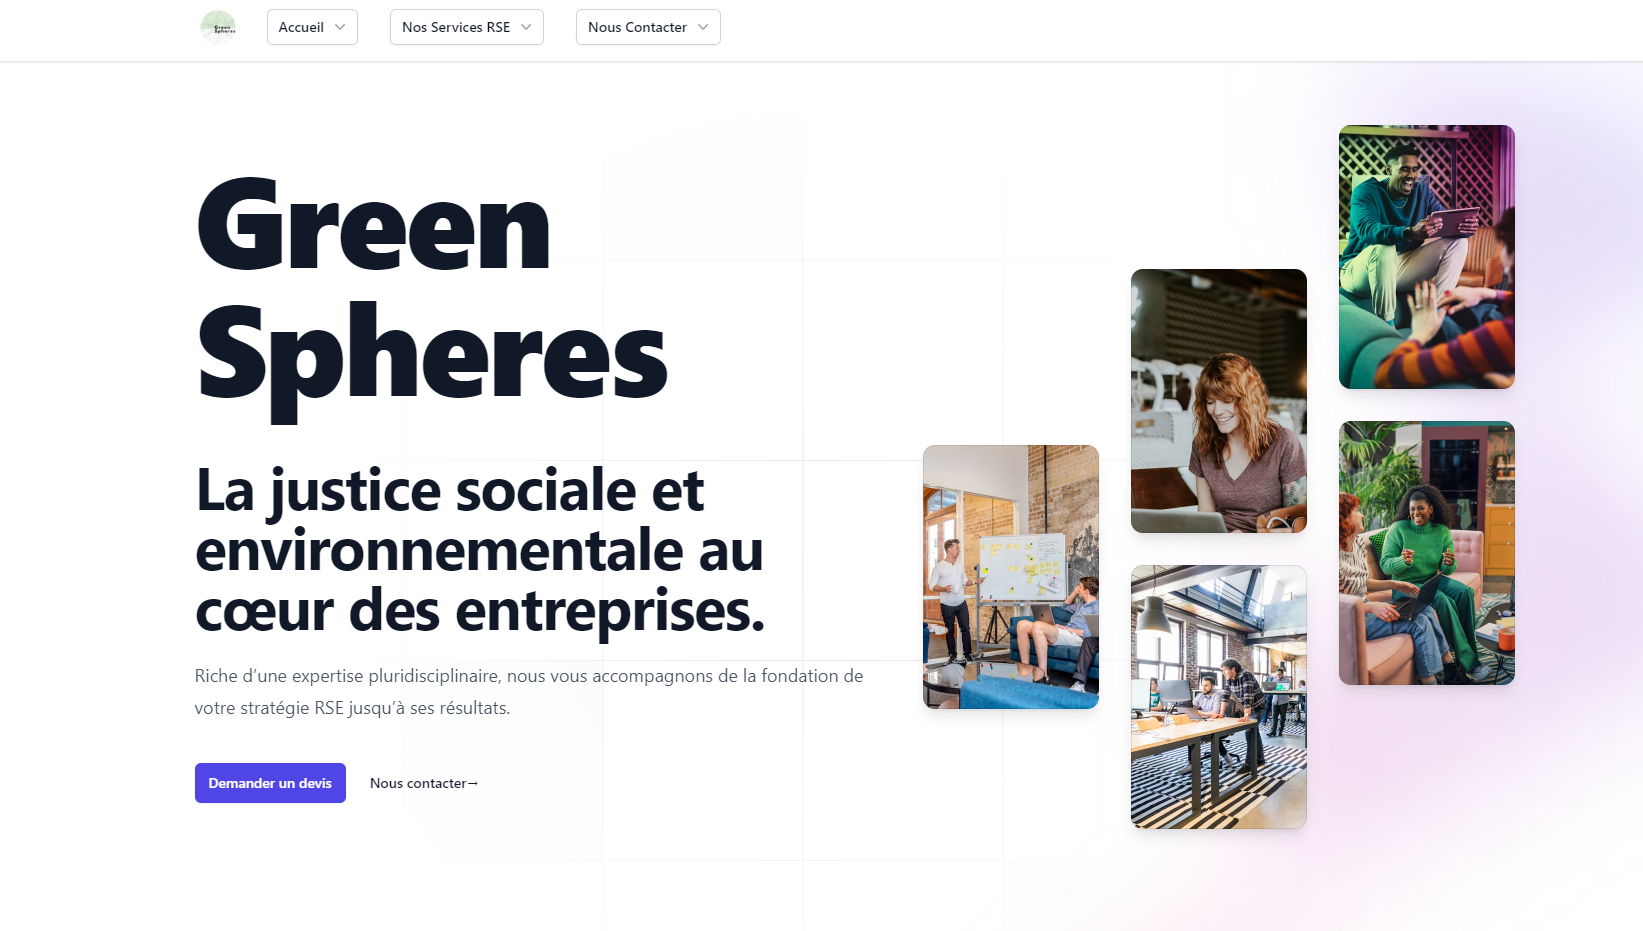 Green
Spheres
Accueil
Nos Services RSE
Nous Contacter
Green
Spheres
La justice sociale et
environnementale au
cœur des entreprises.
Riche d’une expertise pluridisciplinaire, nous vous accompagnons de la fondation de
votre stratégie RSE jusqu’à ses résultats.
Demander un devis
Nous contacter→